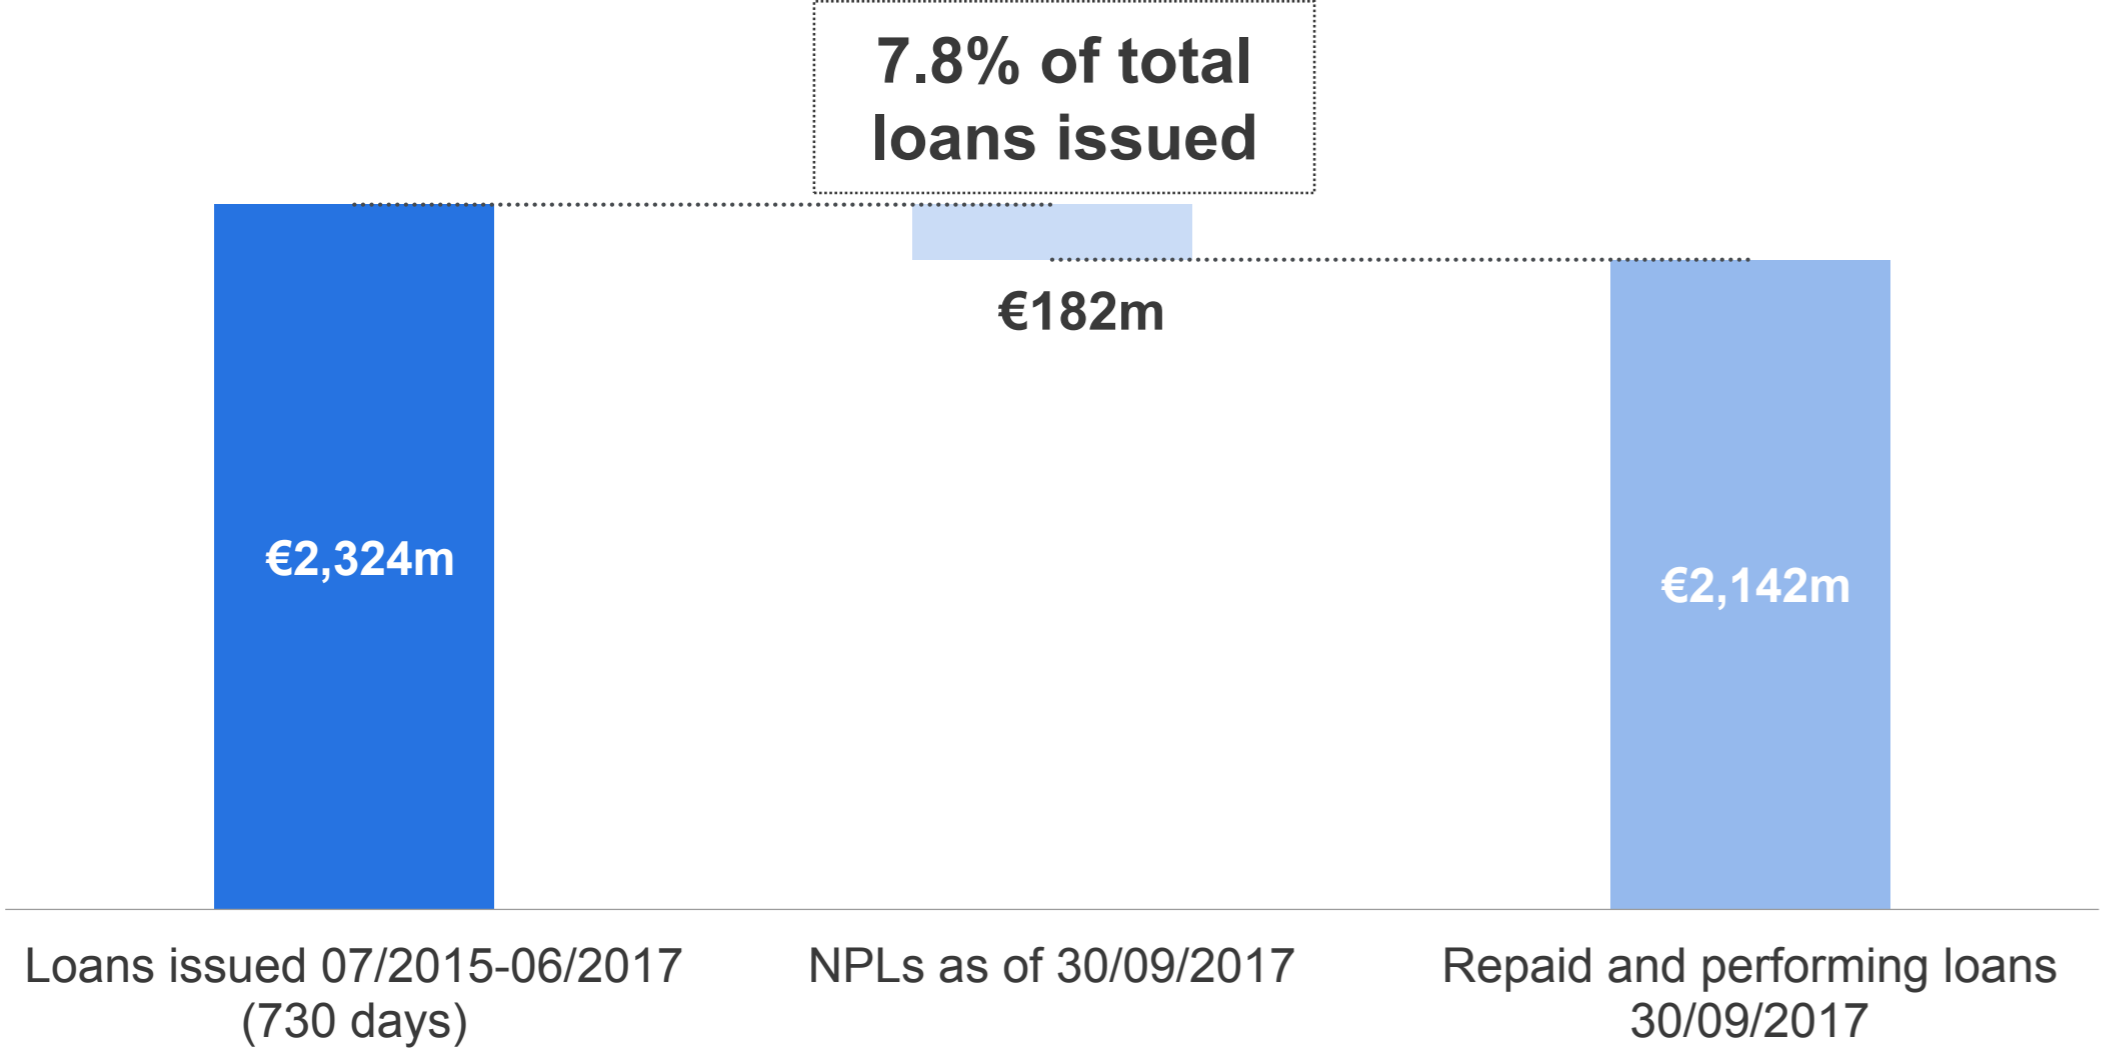 7.8% of total
loans issued
€182m
€2,324m
€2,142m
Loans issued 07/2015-06/2017
(730 days)
NPLs as of 30/09/2017
Repaid and performing loans
30/09/2017